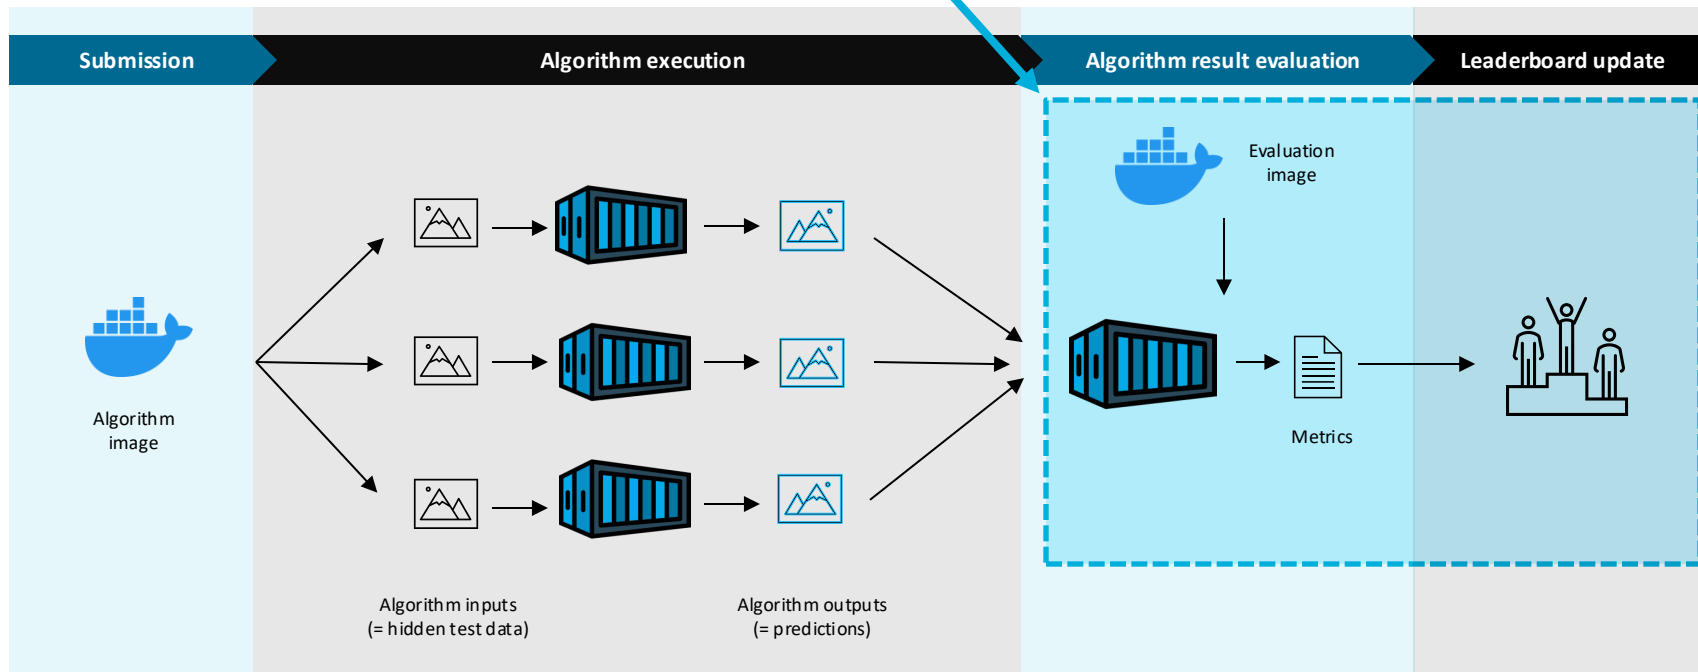 Submission
Algorithm execution
Algorithm result evaluation
Leaderboard update
Evaluation
image
Algorithm
image
Metrics
Algorithm inputs
(= hidden test data)
Algorithm outputs
(= predictions)